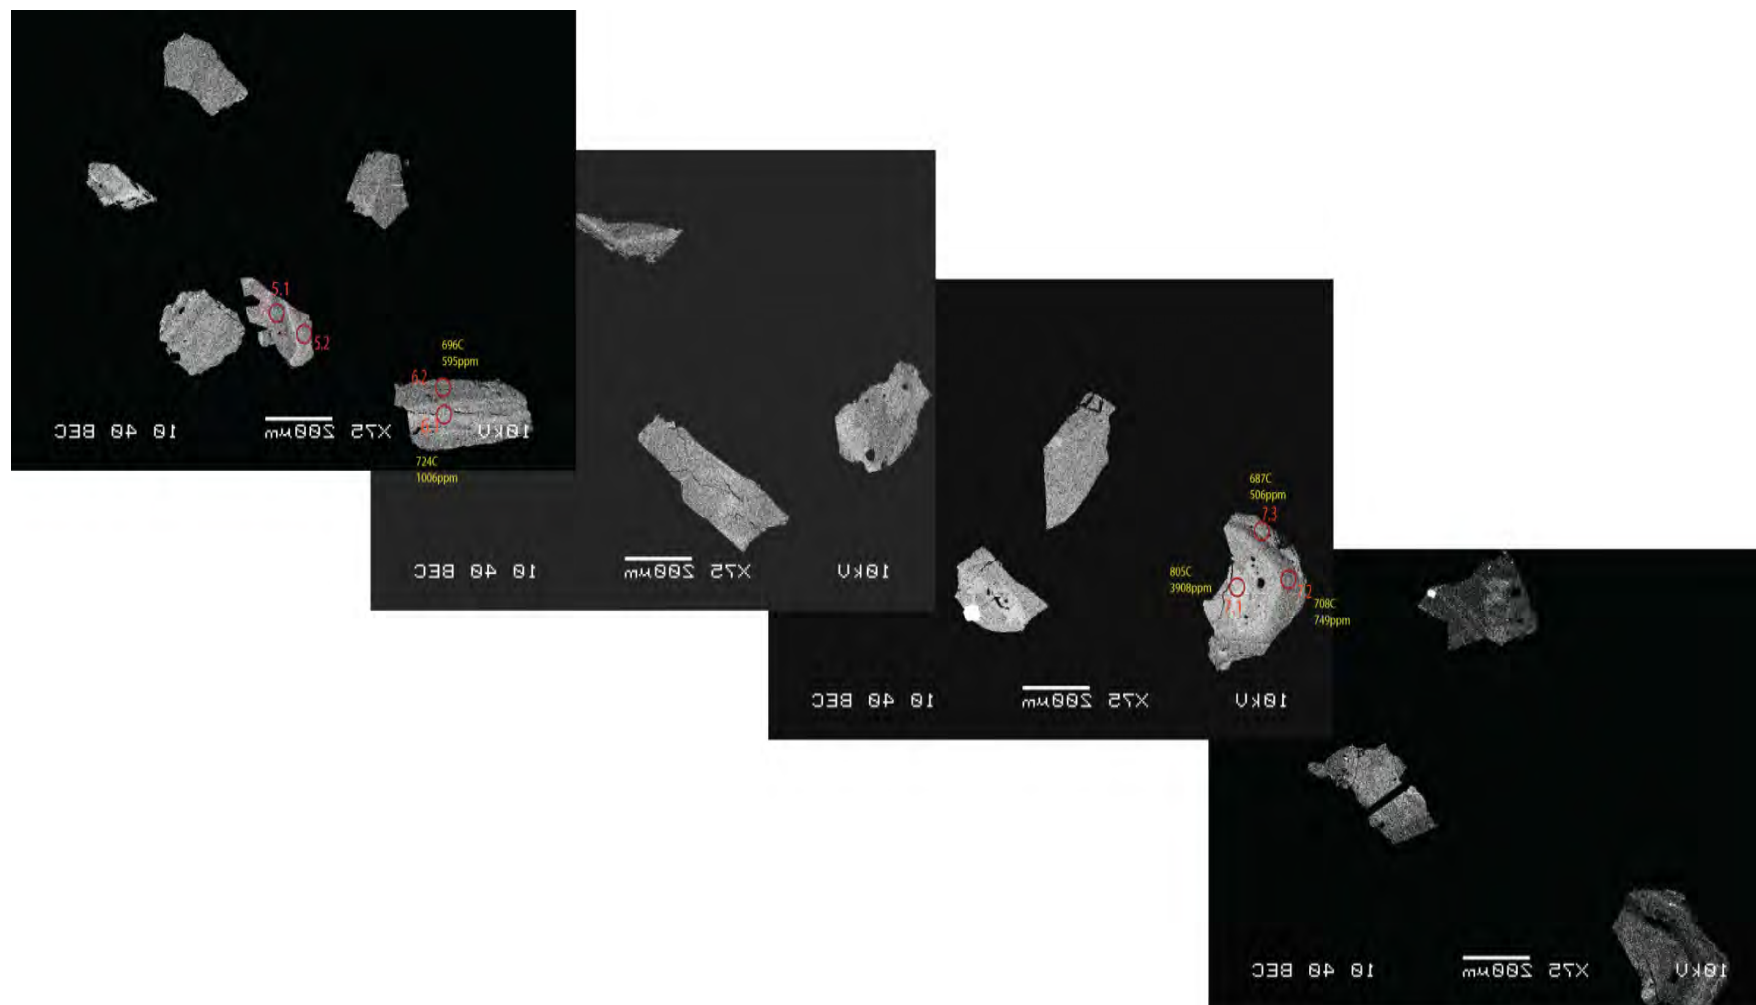 5.1
5.2
696C
595ppm
6.2
6.1
10kV X75 200μm 10 40 BEC
724C
1006ppm
10kV X75 200μm 10 40 BEC
687C
506ppm
7.3
805C
3908ppm
7.1
7.2
708C
749ppm
10kV X75 200μm 10 40 BEC
10kV X75 200μm 10 40 BEC